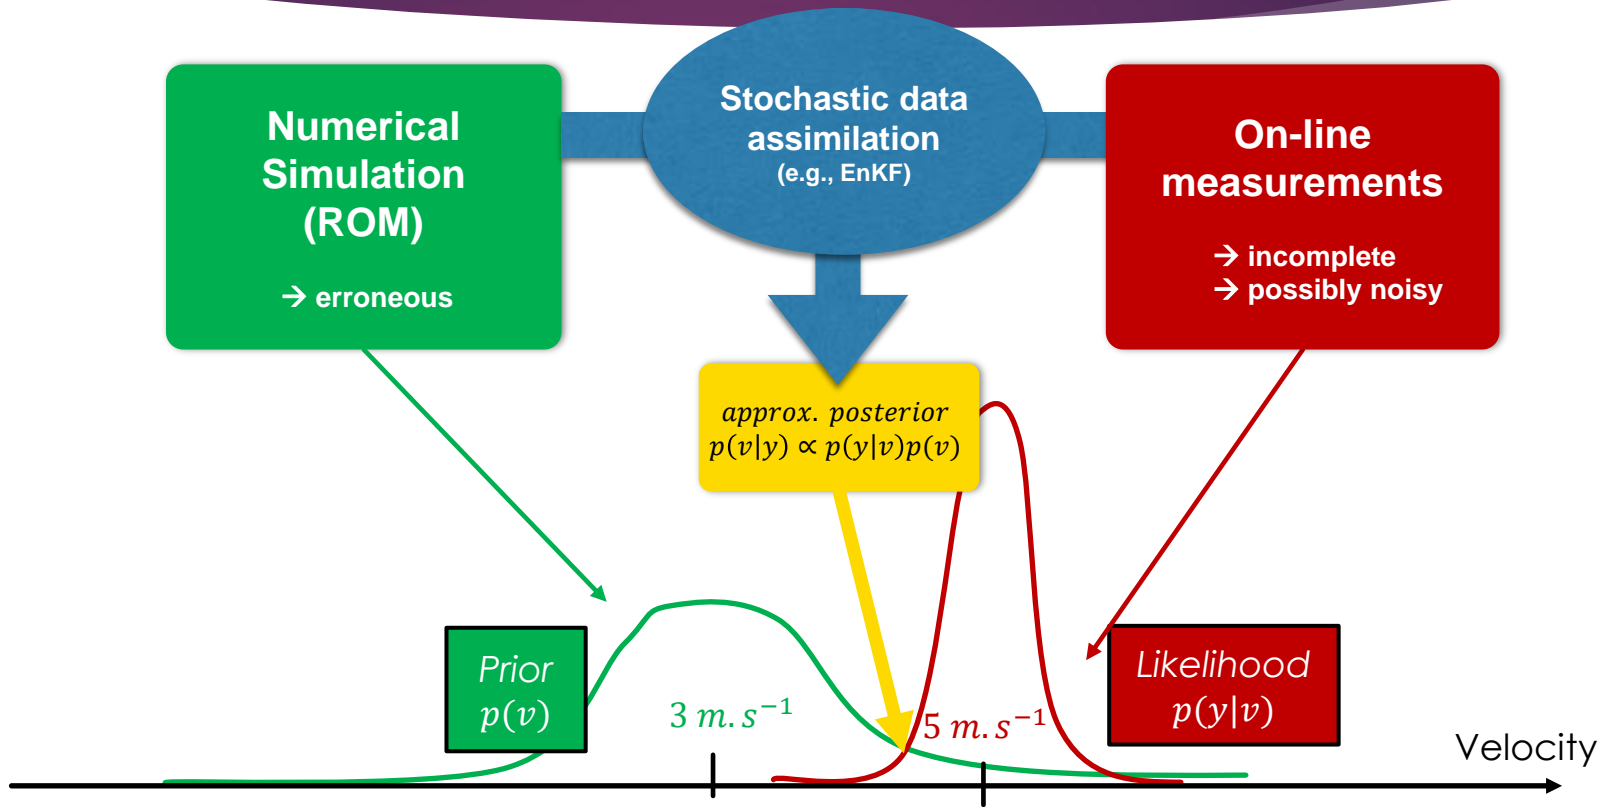 Numerical
Simulation
(ROM)
→ erroneous
Stochastic data
assimilation
(e.g., EnKF)
On-line
measurements
→ incomplete
→ possibly noisy
approx. posterior
p(v|y) ∝ p(y|v)p(v)
Prior
p(v)
3 m.s⁻¹
5 m.s⁻¹
Likelihood
p(y|v)
Velocity